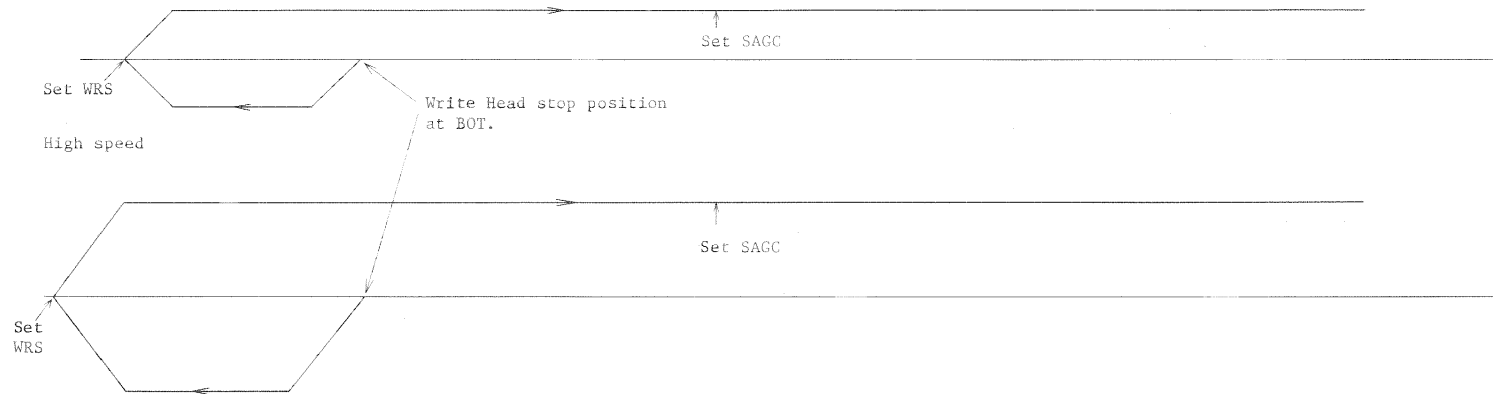 Set SAGC
Set WRS
Write Head stop position
at BOT.
High speed
Set SAGC
Set
WRS